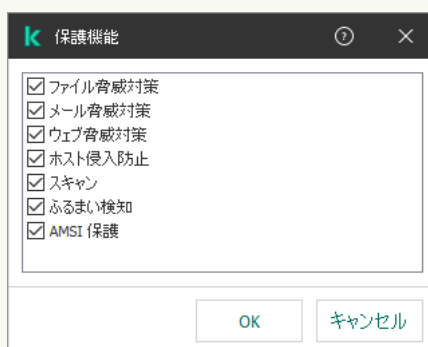 保護機能
ファイル脅威対策
メール脅威対策
ウェブ脅威対策
ホスト侵入防止
スキャン
ふるまい検知
AMSI 保護
OK
キャンセル